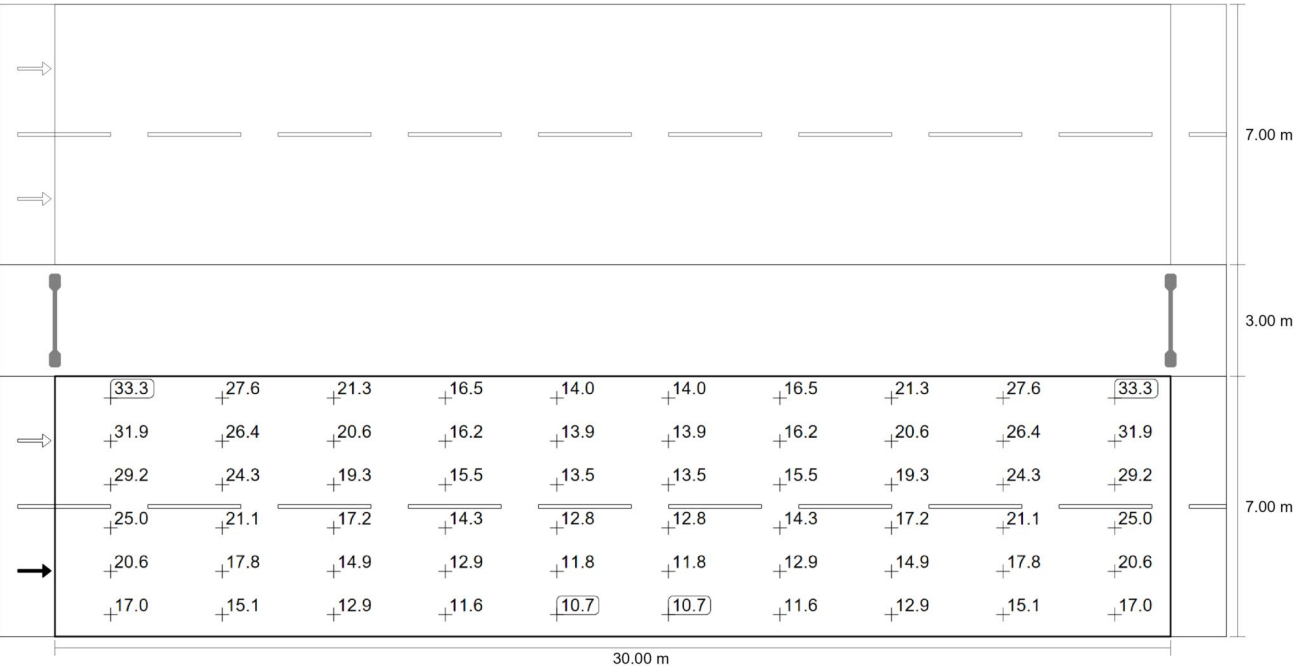 7.00 m
3.00 m
33.3 27.6 21.3 16.5 14.0 14.0 16.5 21.3 27.6 33.3
31.9 26.4 20.6 16.2 13.9 13.9 16.2 20.6 26.4 31.9
29.2 24.3 19.3 15.5 13.5 13.5 15.5 19.3 24.3 29.2
7.00 m
25.0 21.1 17.2 14.3 12.8 12.8 14.3 17.2 21.1 25.0
20.6 17.8 14.9 12.9 11.8 11.8 12.9 14.9 17.8 20.6
17.0 15.1 12.9 11.6 10.7 10.7 11.6 12.9 15.1 17.0
30.00 m